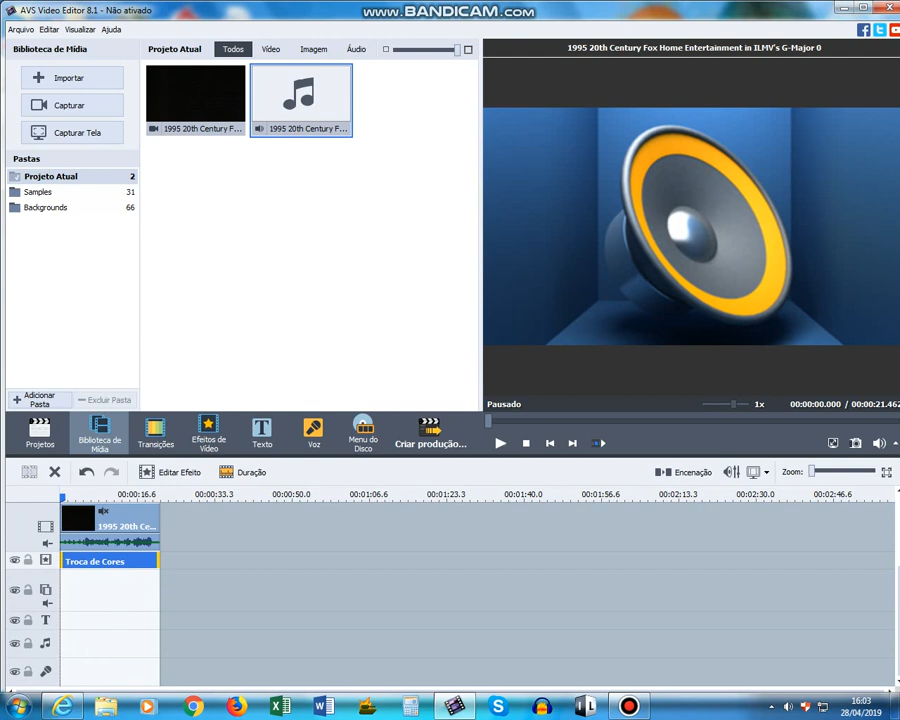 AVS Video Editor 8.1 - Não ativado
www.BANDICAM.com
Arquivo Editar Visualizar Ajuda
Biblioteca de Mídia
Projeto Atual Todos Vídeo Imagem Áudio
1995 20th Century Fox Home Entertainment in ILMV's G-Major 0
Importar
Capturar
Capturar Tela
1995 20th Century F...
1995 20th Century F...
Pastas
Projeto Atual 2
Samples 31
Backgrounds 66
Adicionar Pasta
Excluir Pasta
Pausado 1x 00:00:00.000 / 00:00:21.462
Projetos
Biblioteca de Mídia
Transições
Efeitos de Vídeo
Texto
Voz
Menu do Disco
Criar produção...
Editar Efeito Duração Encenação Zoom:
00:00:16.6 00:00:33.3 00:00:50.0 00:01:06.6 00:01:23.3 00:01:40.0 00:01:56.6 00:02:13.3 00:02:30.0 00:02:46.6
1995 20th Ce...
Troca de Cores
T
16:03
28/04/2019